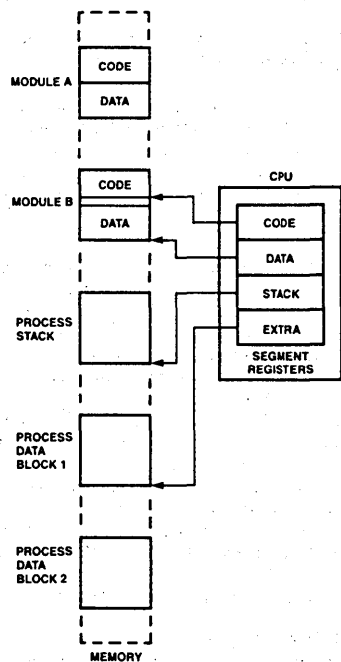 MODULE A
CODE
DATA
MODULE B
CODE
DATA
PROCESS
STACK
PROCESS
DATA
BLOCK 1
PROCESS
DATA
BLOCK 2
MEMORY
CPU
CODE
DATA
STACK
EXTRA
SEGMENT
REGISTERS